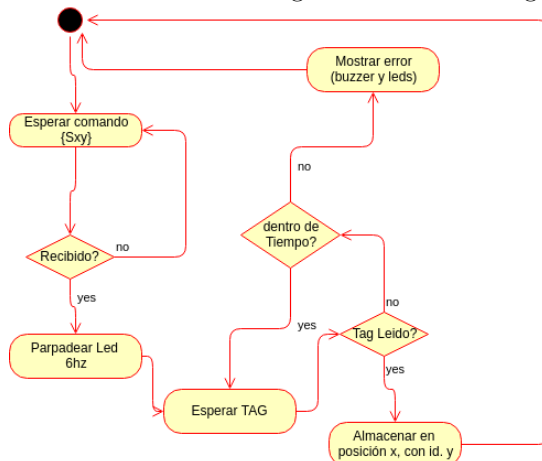 Mostrar error
(buzzer y leds)
Esperar comando
{Sxy}
no
dentro de
Tiempo?
Recibido?
no
yes
no
yes
Tag Leido?
Parpadear Led
6hz
yes
Esperar TAG
Almacenar en
posición x, con id. y